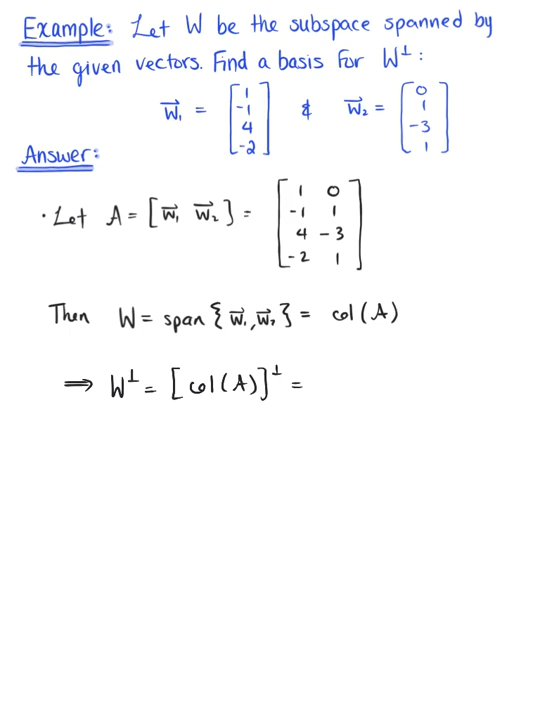 Example: Let W be the subspace spanned by
the given vectors. Find a basis for W⊥:
w⃗₁ = [1 -1 4 -2] & w⃗₂ = [0 1 -3 1]
Answer:
· Let A = [w⃗₁ w⃗₂] = [1 0; -1 1; 4 -3; -2 1]
Then W = span{w⃗₁, w⃗₂} = col(A)
⟹ W⊥ = [col(A)]⊥ =